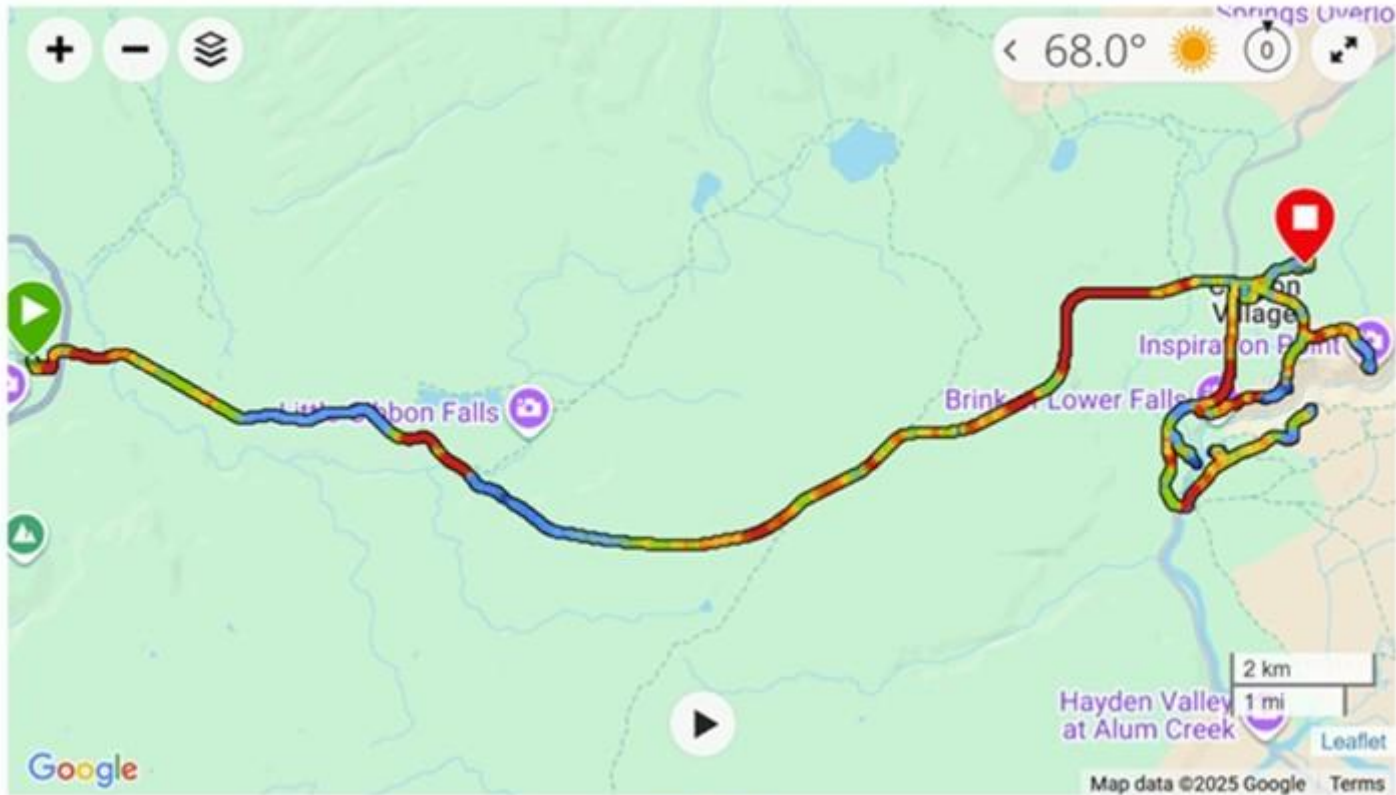 Springs Overlo
68.0°
0
Village
Inspiration Point
Brink of Lower Falls
Falls
2 km
1 mi
Hayden Valley
at Alum Creek
Leaflet
Google
Map data ©2025 Google Terms